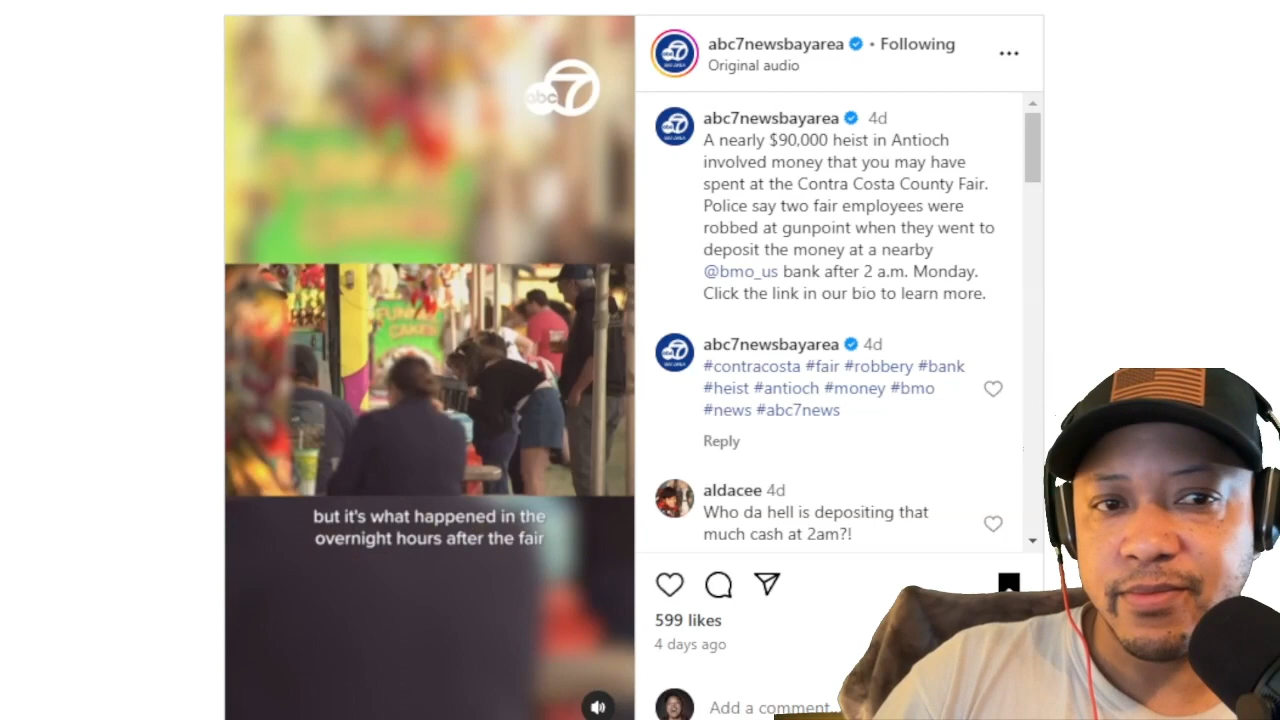 abc 7
FUNNEL
CAKES
but it's what happened in the
overnight hours after the fair
abc7newsbayarea • Following
Original audio
abc7newsbayarea 4d
A nearly $90,000 heist in Antioch
involved money that you may have
spent at the Contra Costa County Fair.
Police say two fair employees were
robbed at gunpoint when they went to
deposit the money at a nearby
@bmo_us bank after 2 a.m. Monday.
Click the link in our bio to learn more.
abc7newsbayarea 4d
#contracosta #fair #robbery #bank
#heist #antioch #money #bmo
#news #abc7news
Reply
aldacee 4d
Who da hell is depositing that
much cash at 2am?!
599 likes
4 days ago
Add a comment...